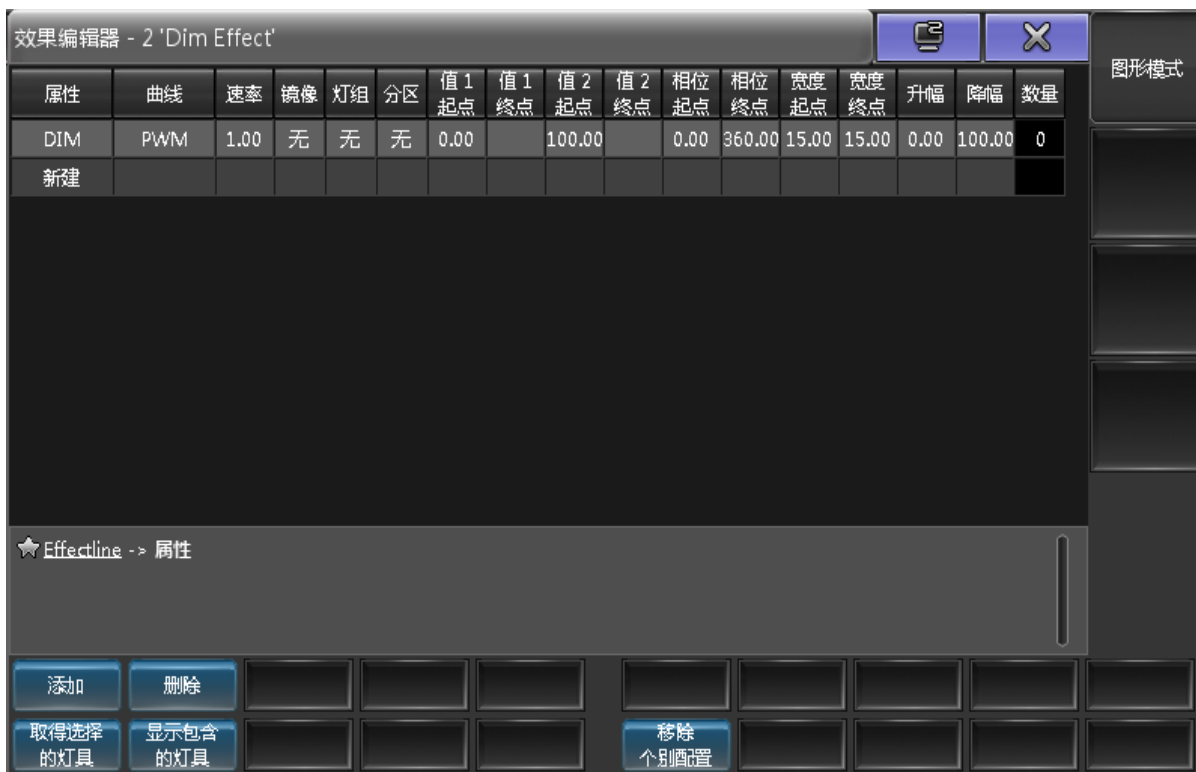 效果编辑器 - 2 'Dim Effect'
图形模式
属性 曲线 速率 镜像 灯组 分区 值 1 起点 值 1 终点 值 2 起点 值 2 终点 相位 起点 相位 终点 宽度 起点 宽度 终点 升幅 降幅 数量
DIM PWM 1.00 无 无 无 0.00 100.00 0.00 360.00 15.00 15.00 0.00 100.00 0
新建
Effectline -> 属性
添加 删除
取得选择 的灯具 显示包含 的灯具 移除 个别配置